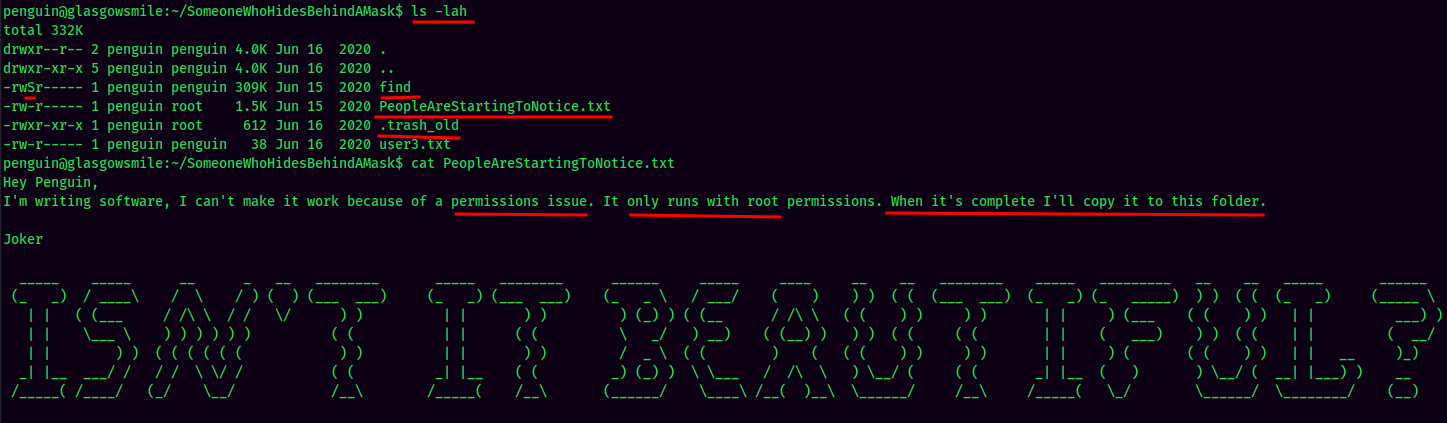 penguin@glasgowsmile:~/SomeoneWhoHidesBehindAMask$ ls -lah
total 332K
drwxr--r-- 2 penguin penguin 4.0K Jun 16  2020 .
drwxr-xr-x 5 penguin penguin 4.0K Jun 16  2020 ..
-rwSr----- 1 penguin penguin 309K Jun 15  2020 find
-rw-r----- 1 penguin root    1.5K Jun 15  2020 PeopleAreStartingToNotice.txt
-rwxr-xr-x 1 penguin root     612 Jun 16  2020 .trash_old
-rw-r----- 1 penguin penguin   38 Jun 16  2020 user3.txt
penguin@glasgowsmile:~/SomeoneWhoHidesBehindAMask$ cat PeopleAreStartingToNotice.txt
Hey Penguin,
I'm writing software, I can't make it work because of a permissions issue. It only runs with root permissions. When it's complete I'll copy it to this folder.
Joker
ISN'T IT BEAUTIFUL?